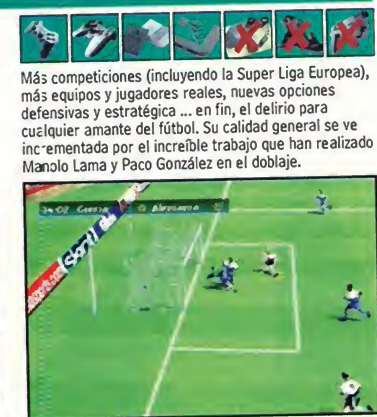 Más competiciones (incluyendo la Super Liga Europea),
más equipos y jugadores reales, nuevas opciones
defensivas y estratégica ... en fin, el delirio para
cualquier amante del fútbol. Su calidad general se ve
incrementada por el increíble trabajo que han realizado
Manolo Lama y Paco González en el doblaje.